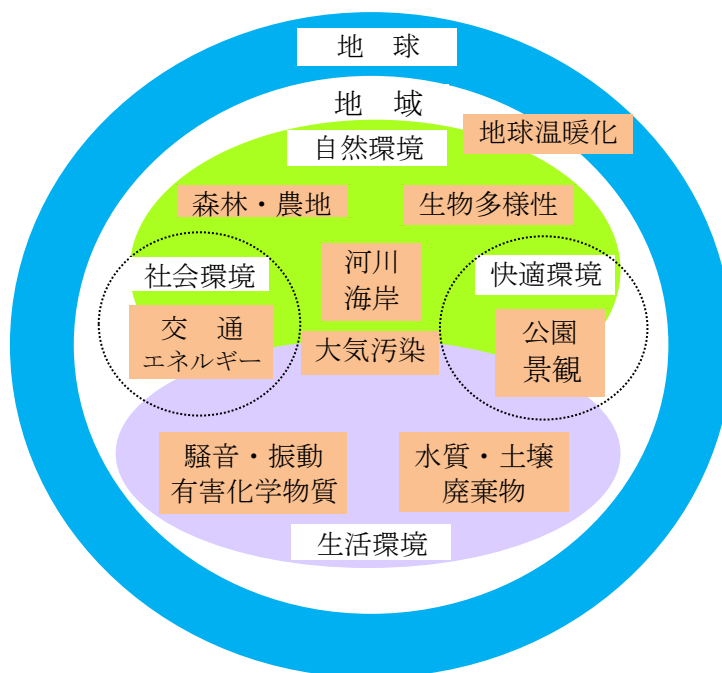 地　球
地　域
地球温暖化
自然環境
森林・農地
生物多様性
社会環境
河川
海岸
快適環境
交　通
エネルギー
大気汚染
公園
景観
騒音・振動
有害化学物質
水質・土壌
廃棄物
生活環境